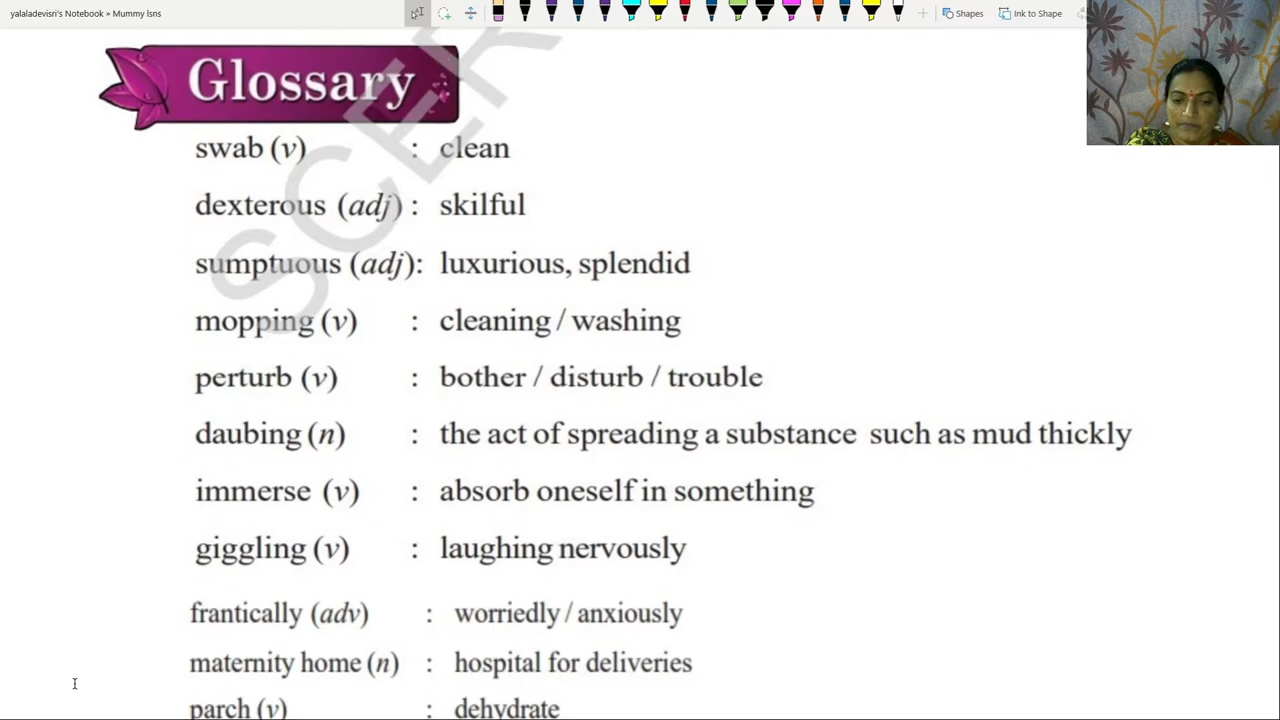 yalaladevisri's Notebook » Mummy lsns
Shapes
Ink to Shape
Glossary
swab (v) : clean
dexterous (adj) : skilful
sumptuous (adj): luxurious, splendid
mopping (v) : cleaning / washing
perturb (v) : bother / disturb / trouble
daubing (n) : the act of spreading a substance such as mud thickly
immerse (v) : absorb oneself in something
giggling (v) : laughing nervously
frantically (adv) : worriedly / anxiously
maternity home (n) : hospital for deliveries
parch (v) : dehydrate